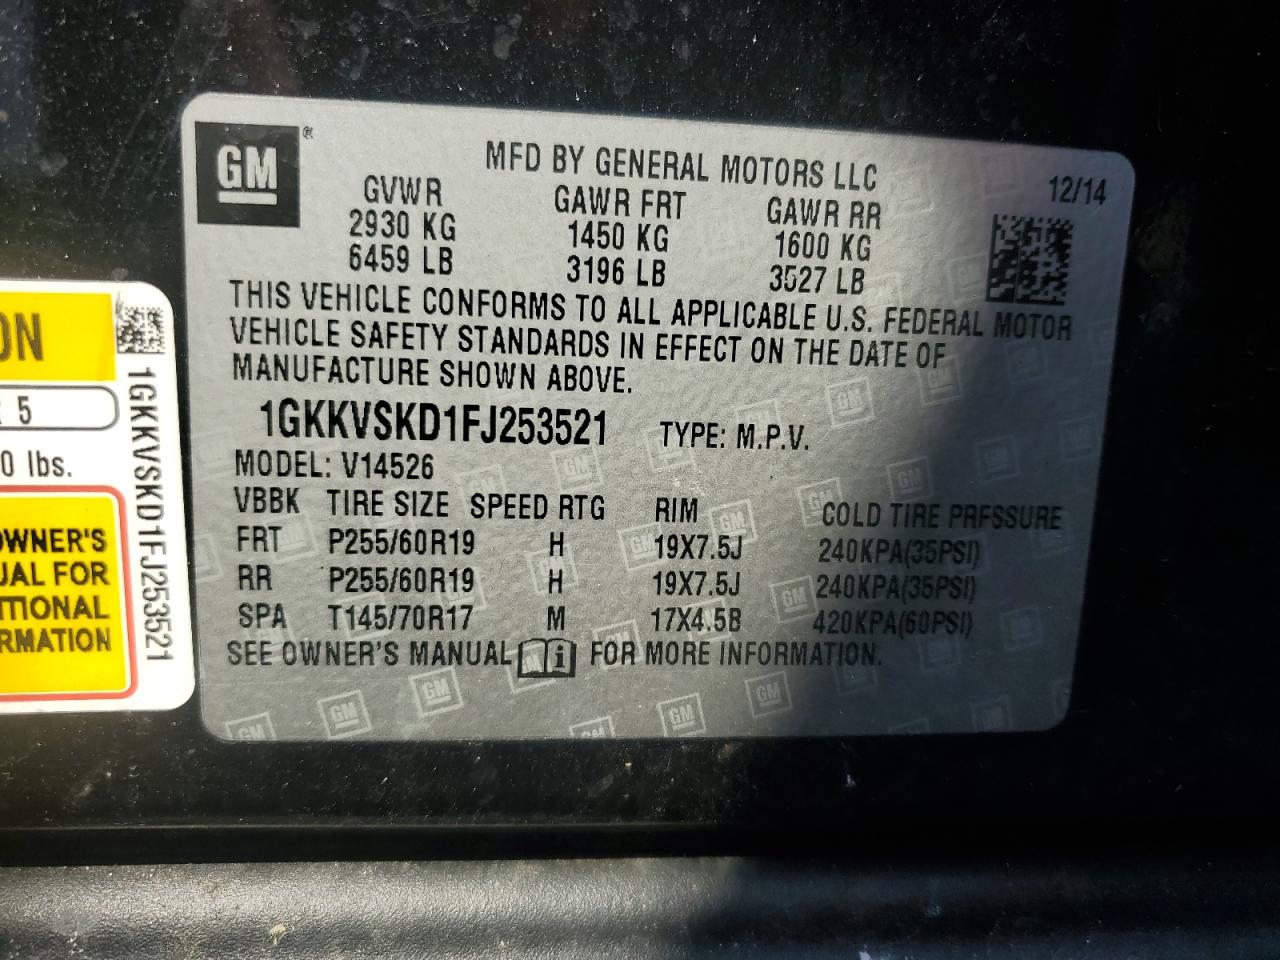 GM®
MFD BY GENERAL MOTORS LLC
12/14
GVWR GAWR FRT GAWR RR
2930 KG 1450 KG 1600 KG
6459 LB 3196 LB 3527 LB
THIS VEHICLE CONFORMS TO ALL APPLICABLE U.S. FEDERAL MOTOR
VEHICLE SAFETY STANDARDS IN EFFECT ON THE DATE OF
MANUFACTURE SHOWN ABOVE.
1GKKVSKD1FJ253521 TYPE: M.P.V.
MODEL: V14526
VBBK TIRE SIZE SPEED RTG RIM COLD TIRE PRFSSURE
FRT P255/60R19 H 19X7.5J 240KPA(35PSI)
RR P255/60R19 H 19X7.5J 240KPA(35PSI)
SPA T145/70R17 M 17X4.5B 420KPA(60PSI)
SEE OWNER'S MANUAL i FOR MORE INFORMATION.
ON
R 5
0 lbs.
OWNER'S
UAL FOR
ITIONAL
RMATION
1GKKVSKD1FJ253521